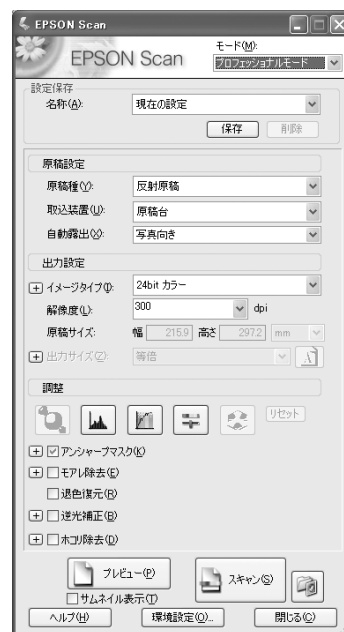 EPSON Scan
モード(M):
EPSON Scan
プロフェッショナルモード
設定保存
名称(A): 現在の設定
保存 削除
原稿設定
原稿種(Y): 反射原稿
取込装置(U): 原稿台
自動露出(X): 写真向き
出力設定
イメージタイプ(I): 24bit カラー
解像度(L): 300 dpi
原稿サイズ: 幅 215.9 高さ 297.2 mm
出力サイズ(Z): 等倍
調整
リセット
アンシャープマスク(K)
モアレ除去(E)
退色復元(R)
逆光補正(B)
ホコリ除去(D)
プレビュー(P) スキャン(S)
サムネイル表示(T)
ヘルプ(H) 環境設定(O)... 閉じる(C)